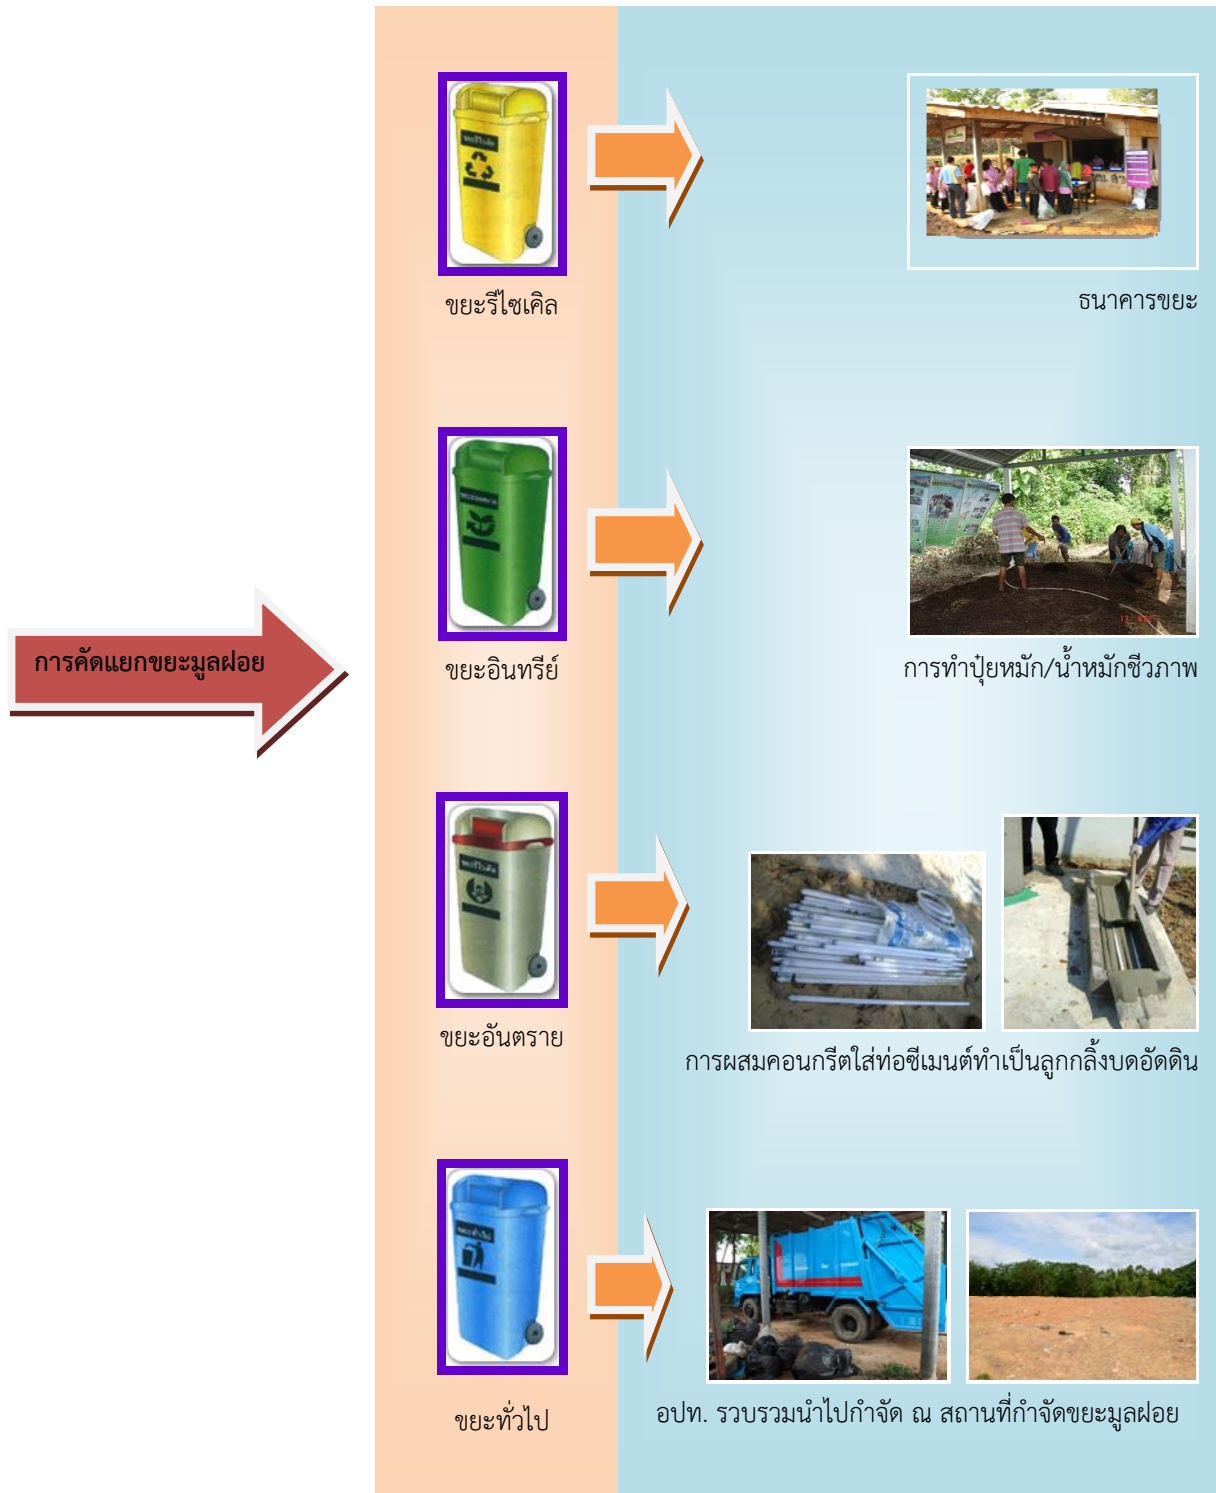 การคัดแยกขยะมูลฝอย
ขยะรีไซเคิล
ธนาคารขยะ
ขยะอินทรีย์
การทำปุ๋ยหมัก/น้ำหมักชีวภาพ
ขยะอันตราย
การผสมคอนกรีตใส่ท่อซีเมนต์ทำเป็นลูกกลิ้งบดอัดดิน
ขยะทั่วไป
อปท. รวบรวมนำไปกำจัด ณ สถานที่กำจัดขยะมูลฝอย